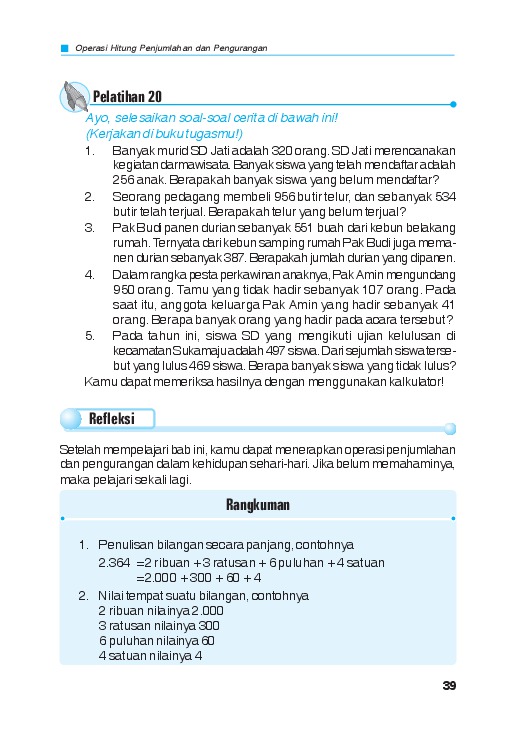 Operasi Hitung Penjumlahan dan Pengurangan
Pelatihan 20
Ayo, selesaikan soal-soal cerita di bawah ini!
(Kerjakan di buku tugasmu!)
1. Banyak murid SD Jati adalah 320 orang. SD Jati merencanakan
kegiatan darmawisata. Banyak siswa yang telah mendaftar adalah
256 anak. Berapakah banyak siswa yang belum mendaftar?
2. Seorang pedagang membeli 956 butir telur, dan sebanyak 534
butir telah terjual. Berapakah telur yang belum terjual?
3. Pak Budi panen durian sebanyak 551 buah dari kebun belakang
rumah. Ternyata dari kebun samping rumah Pak Budi juga mema-
nen durian sebanyak 387. Berapakah jumlah durian yang dipanen.
4. Dalam rangka pesta perkawinan anaknya, Pak Amin mengundang
950 orang. Tamu yang tidak hadir sebanyak 107 orang. Pada
saat itu, anggota keluarga Pak Amin yang hadir sebanyak 41
orang. Berapa banyak orang yang hadir pada acara tersebut?
5. Pada tahun ini, siswa SD yang mengikuti ujian kelulusan di
kecamatan Sukamaju adalah 497 siswa. Dari sejumlah siswa terse-
but yang lulus 469 siswa. Berapa banyak siswa yang tidak lulus?
Kamu dapat memeriksa hasilnya dengan menggunakan kalkulator!
Refleksi
Setelah mempelajari bab ini, kamu dapat menerapkan operasi penjumlahan
dan pengurangan dalam kehidupan sehari-hari. Jika belum memahaminya,
maka pelajari sekali lagi.
Rangkuman
1. Penulisan bilangan secara panjang, contohnya
2.364 = 2 ribuan + 3 ratusan + 6 puluhan + 4 satuan
= 2.000 + 300 + 60 + 4
2. Nilai tempat suatu bilangan, contohnya
2 ribuan nilainya 2.000
3 ratusan nilainya 300
6 puluhan nilainya 60
4 satuan nilainya 4
39